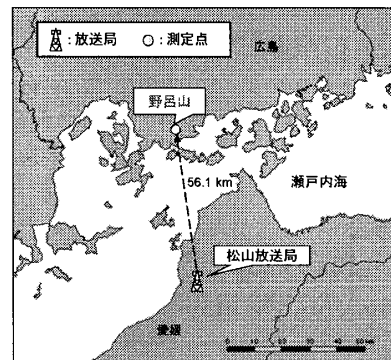 :放送局 :測定点
広島
野呂山
56.1 km
瀬戸内海
松山放送局
愛媛